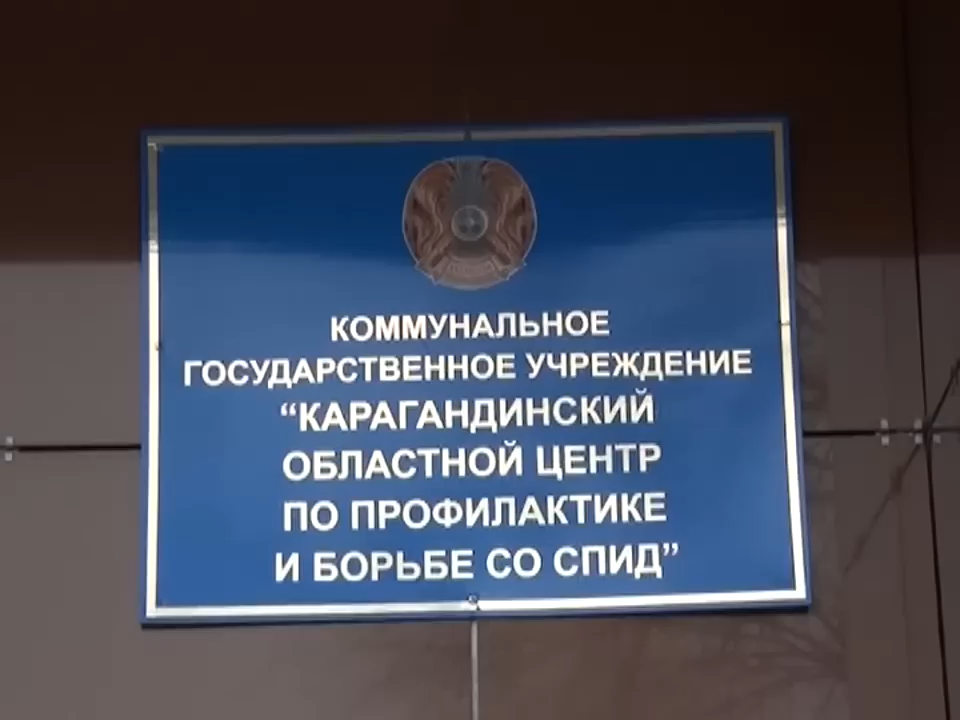 КОММУНАЛЬНОЕ
ГОСУДАРСТВЕННОЕ УЧРЕЖДЕНИЕ
“КАРАГАНДИНСКИЙ
ОБЛАСТНОЙ ЦЕНТР
ПО ПРОФИЛАКТИКЕ
И БОРЬБЕ СО СПИД”